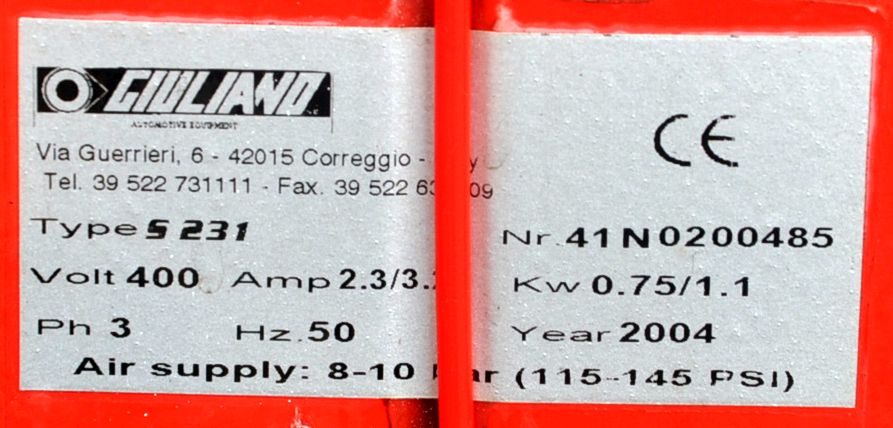 GIULIANO
AUTOMOTIVE EQUIPMENT
CE
Via Guerrieri, 6 - 42015 Correggio -
Tel. 39 522 731111 - Fax. 39 522
Type S 231 Nr. 41N0200485
Volt 400 Amp 2.3/3. Kw 0.75/1.1
Ph 3 Hz. 50 Year 2004
Air supply: 8-10 (115-145 PSI)